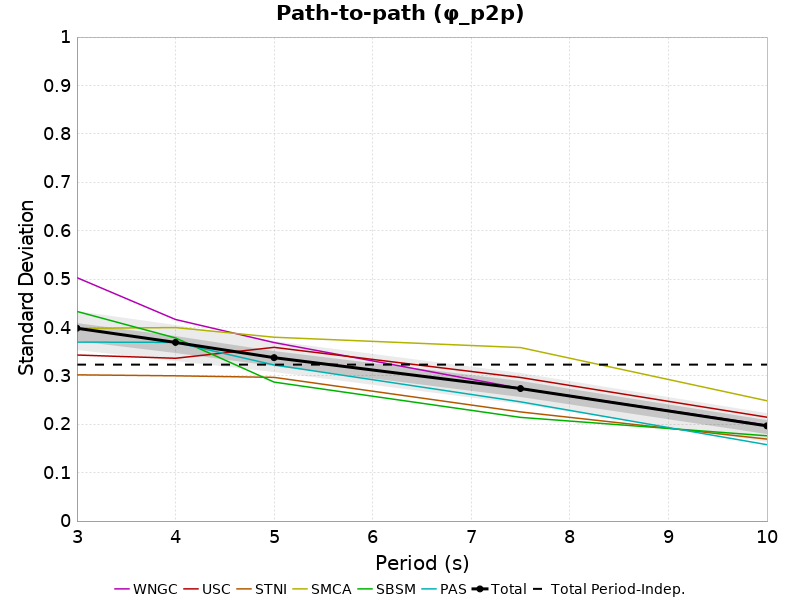 Path-to-path (φ_p2p)
Standard Deviation
1
0.9
0.8
0.7
0.6
0.5
0.4
0.3
0.2
0.1
0
3 4 5 6 7 8 9 10
Period (s)
WNGC USC STNI SMCA SBSM PAS Total Total Period-Indep.